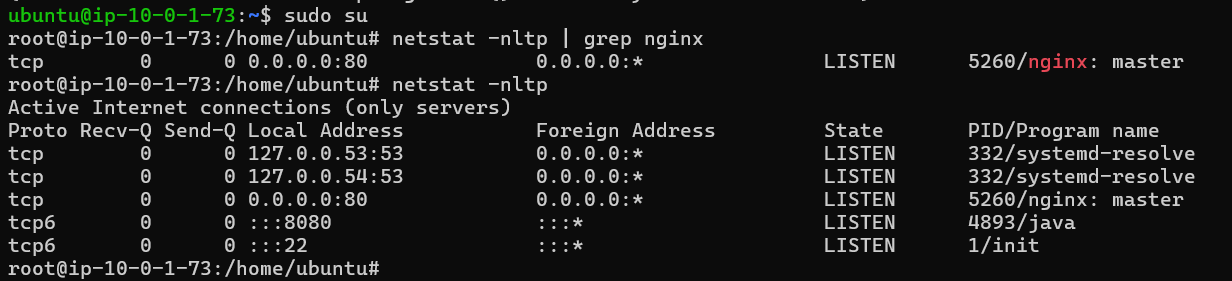 ubuntu@ip-10-0-1-73:~$ sudo su
root@ip-10-0-1-73:/home/ubuntu# netstat -nltp | grep nginx
tcp        0      0 0.0.0.0:80              0.0.0.0:*               LISTEN      5260/nginx: master
root@ip-10-0-1-73:/home/ubuntu# netstat -nltp
Active Internet connections (only servers)
Proto Recv-Q Send-Q Local Address           Foreign Address         State       PID/Program name
tcp        0      0 127.0.0.53:53           0.0.0.0:*               LISTEN      332/systemd-resolve
tcp        0      0 127.0.0.54:53           0.0.0.0:*               LISTEN      332/systemd-resolve
tcp        0      0 0.0.0.0:80              0.0.0.0:*               LISTEN      5260/nginx: master
tcp6       0      0 :::8080                 :::*                    LISTEN      4893/java
tcp6       0      0 :::22                   :::*                    LISTEN      1/init
root@ip-10-0-1-73:/home/ubuntu#